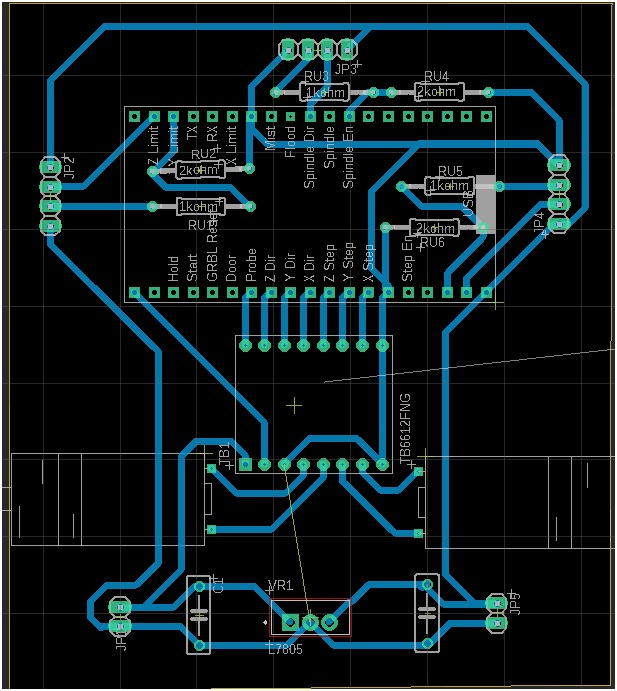 JP3
RU3
1kohm
RU4
2kohm
Z Limit
Y Limit
TX
RX
X Limit
Mist
Flood
Spindle Dir
Spindle
Spindle En
JP2
RU2
2kohm
1kohm
RU1
RU5
1kohm
USB
2kohm
RU6
JP4
Hold
Start
GRBL Reset
Door
Probe
Z Dir
Y Dir
X Dir
Z Step
Y Step
X Step
Step En
TB1
TB6612FNG
C1
VR1
L7805
JP1
JP5